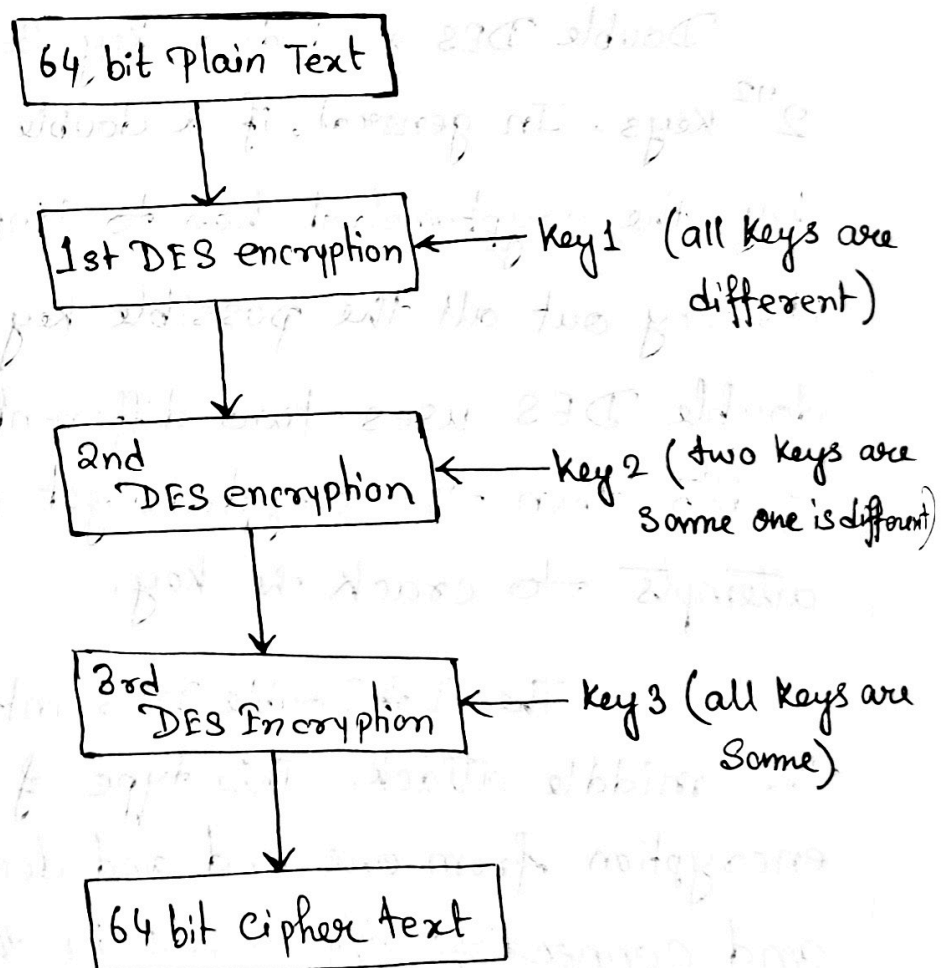 64 bit Plain Text
1st DES encryption
Key 1 (all keys are
different)
2nd
DES encryption
Key 2 (two keys are
Same one is different)
3rd
DES Encryption
Key 3 (all keys are
Same)
64 bit cipher text